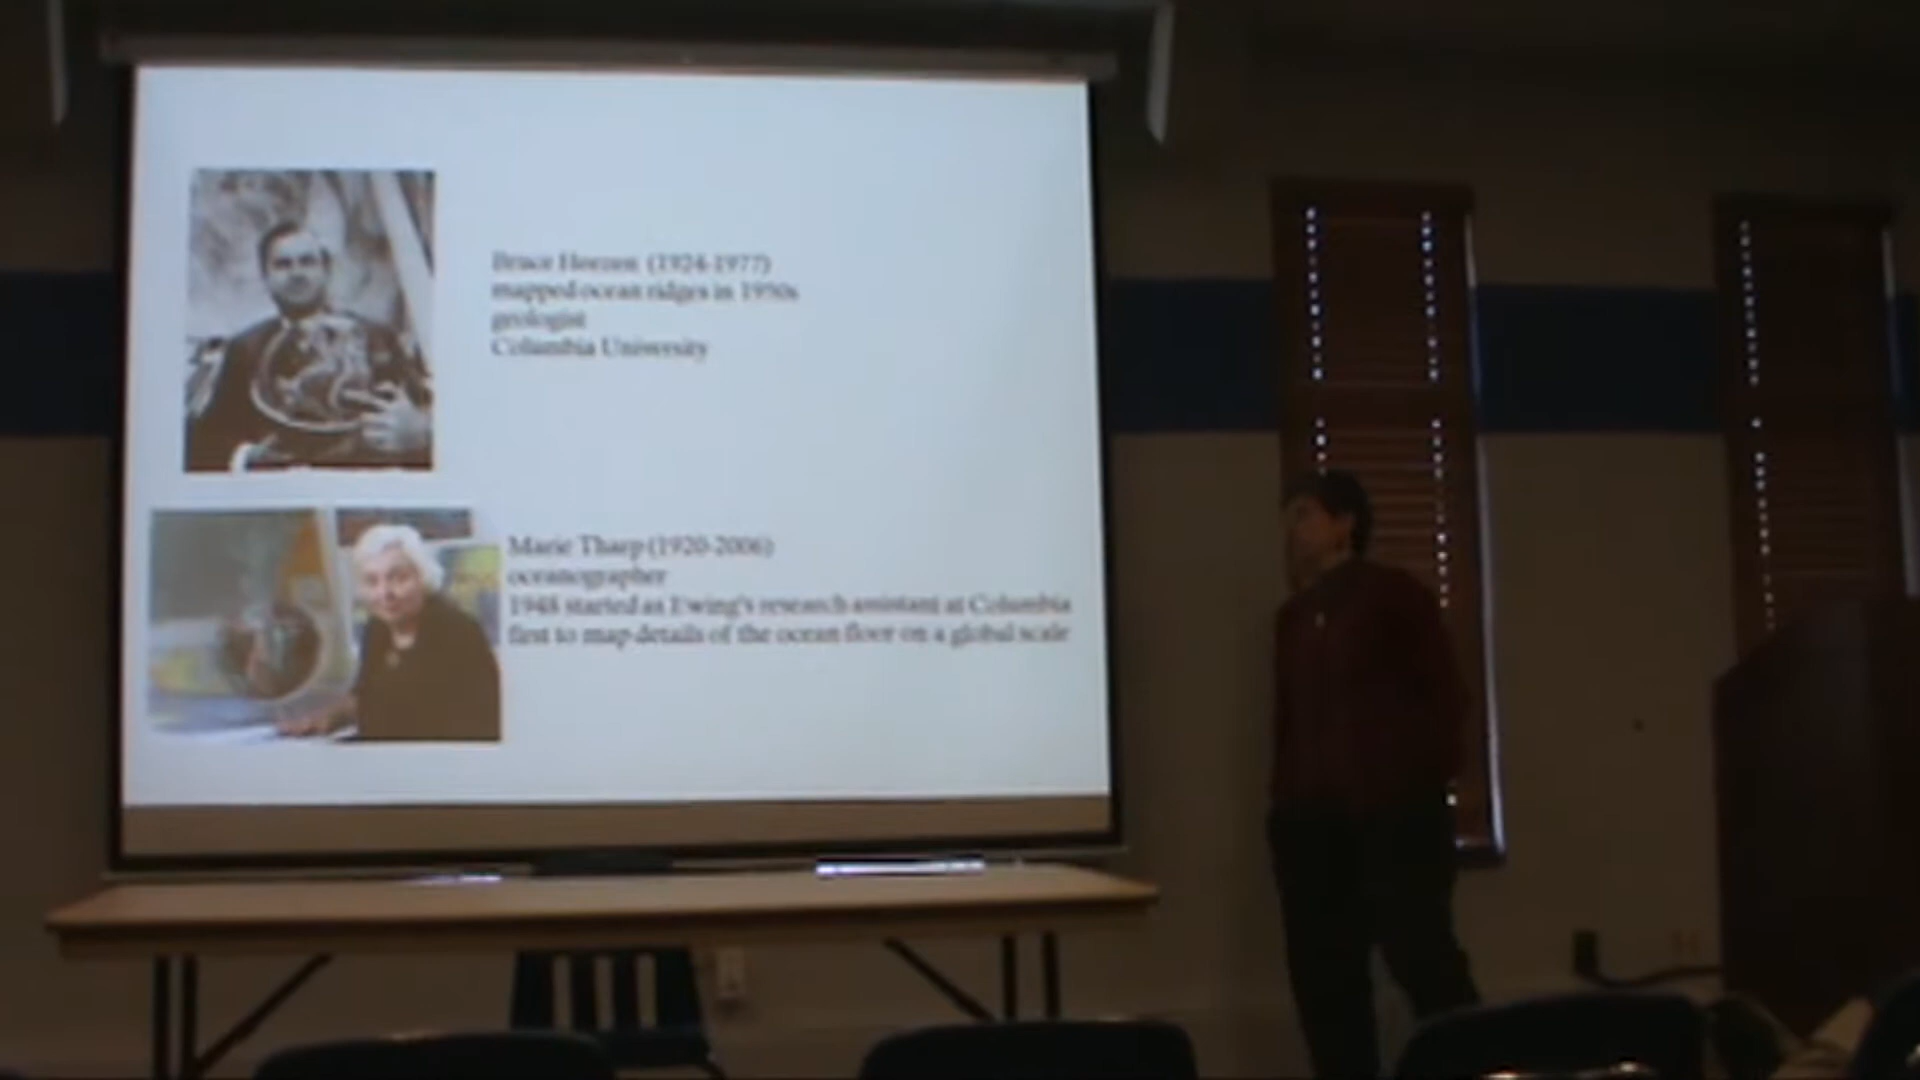 Bruce Heezen (1924-1977)
mapped ocean ridges in 1950s
geologist
Columbia University
Marie Tharp (1920-2006)
oceanographer
1948 started as Ewing's research assistant at Columbia
first to map details of the ocean floor on a global scale